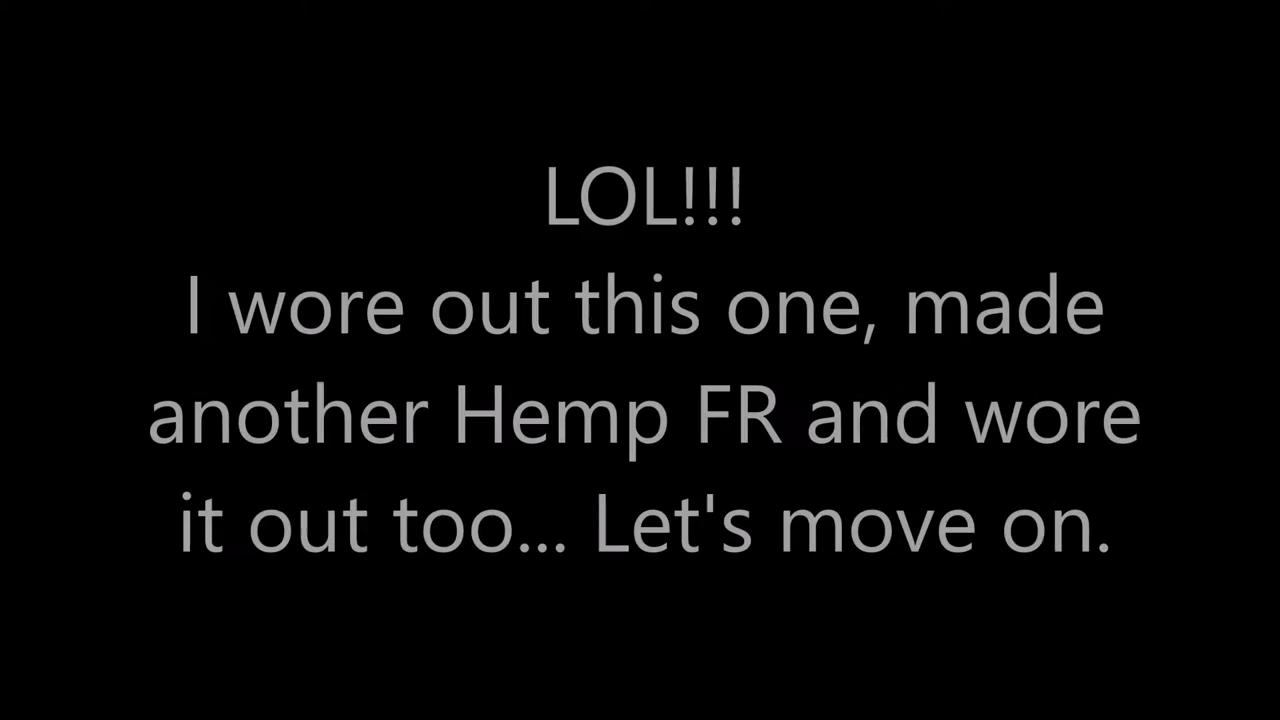 LOL!!!
I wore out this one, made
another Hemp FR and wore
it out too... Let's move on.